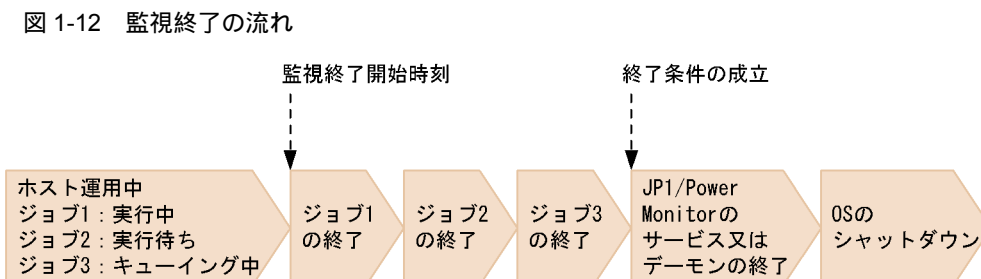 図 1-12　監視終了の流れ
監視終了開始時刻
終了条件の成立
ホスト運用中
ジョブ1：実行中
ジョブ2：実行待ち
ジョブ3：キューイング中
ジョブ1
の終了
ジョブ2
の終了
ジョブ3
の終了
JP1/Power
Monitorの
サービス又は
デーモンの終了
OSの
シャットダウン